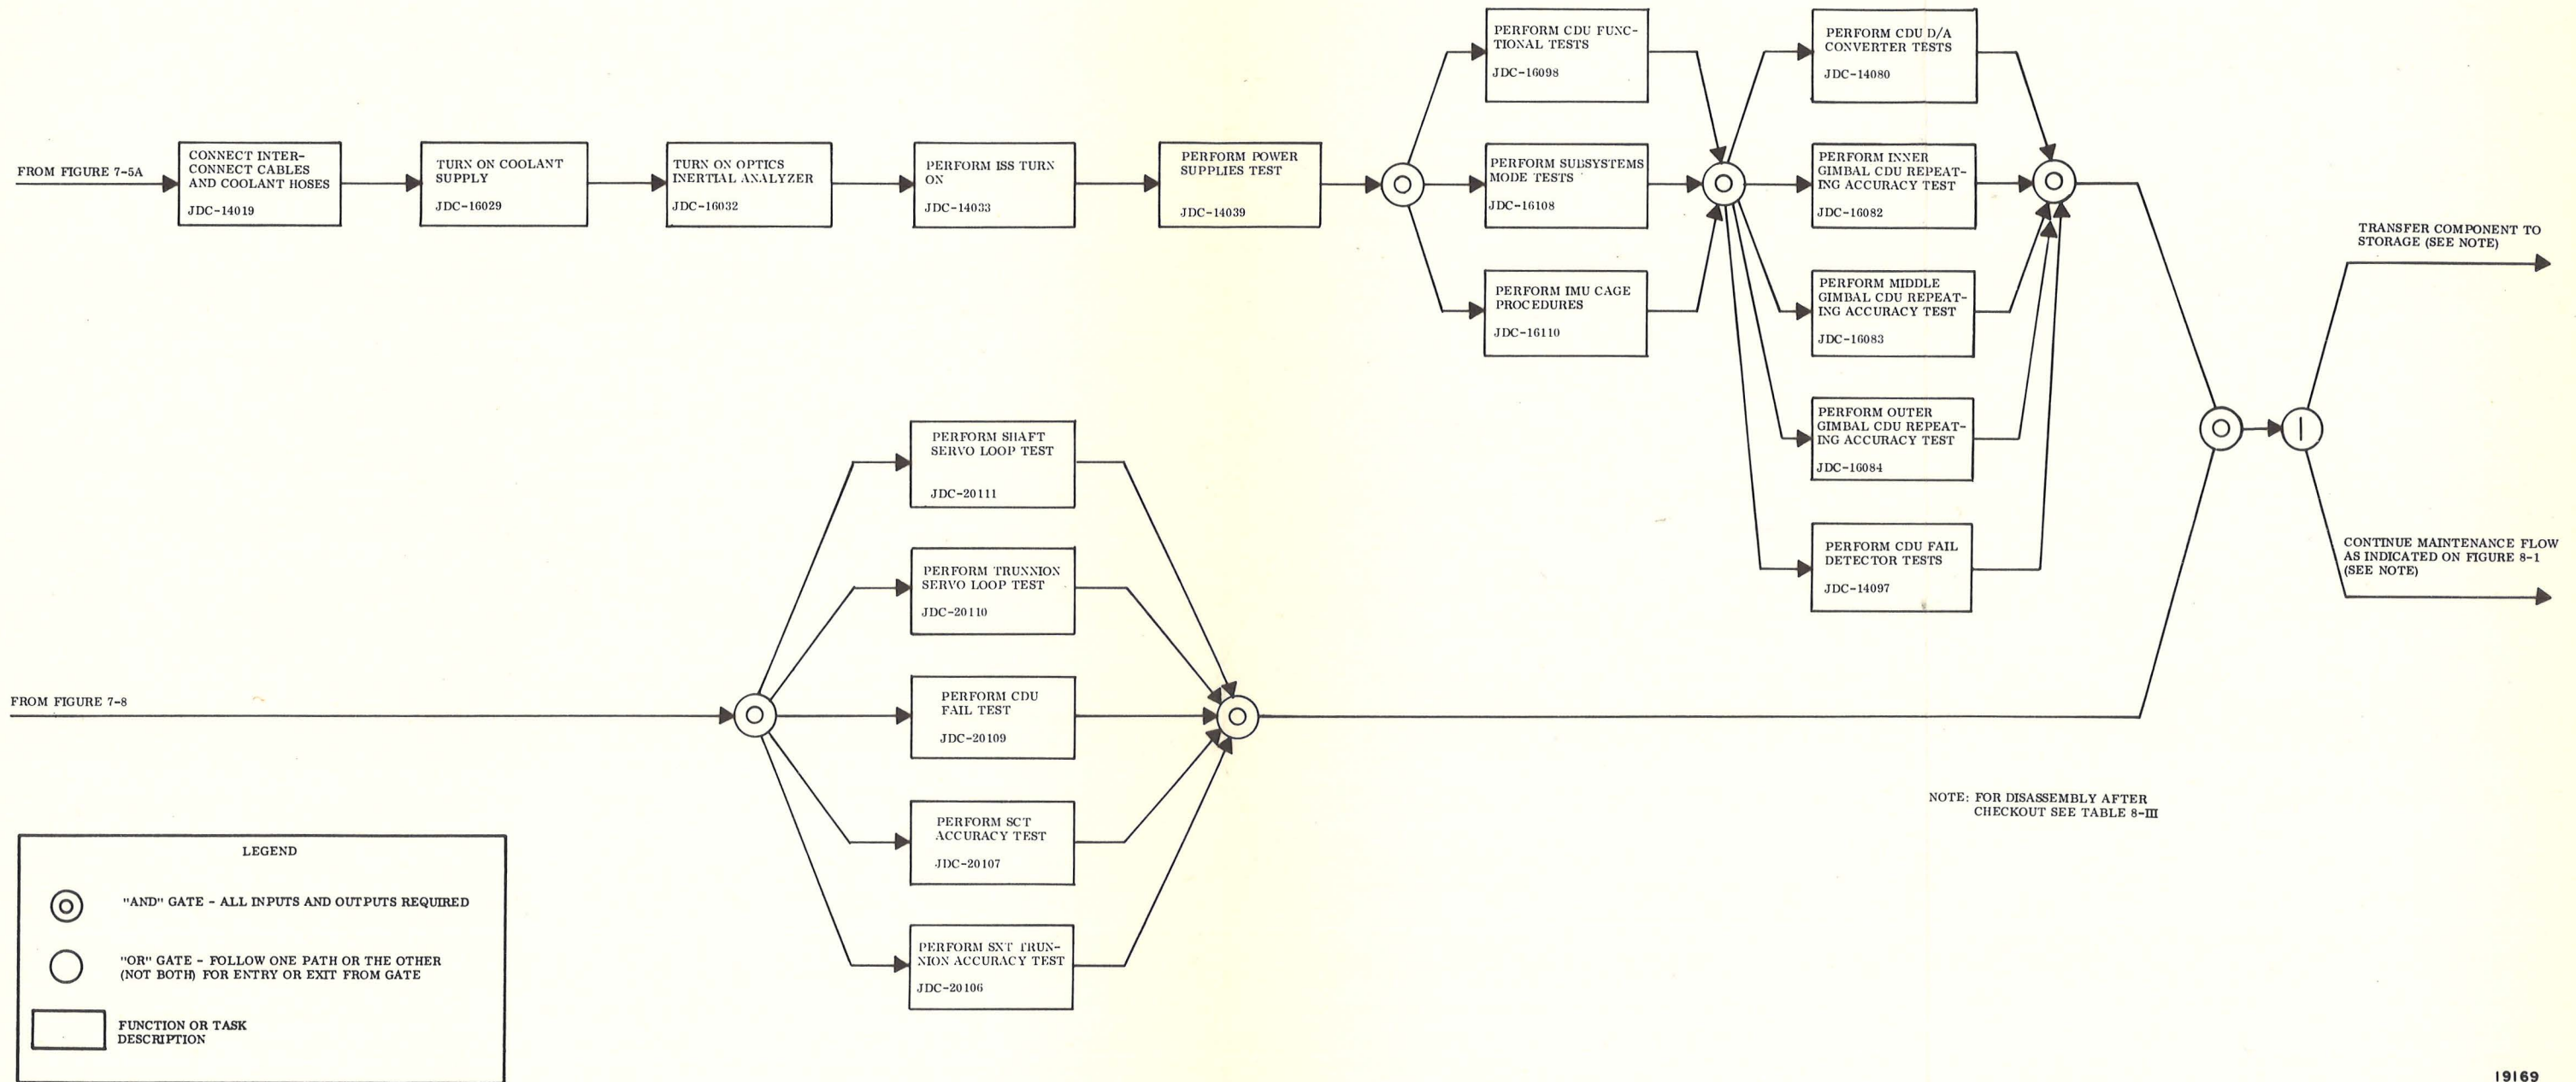 FROM FIGURE 7-5A
CONNECT INTER-
CONNECT CABLES
AND COOLANT HOSES
JDC-14019
TURN ON COOLANT
SUPPLY
JDC-16029
TURN ON OPTICS
INERTIAL ANALYZER
JDC-16032
PERFORM ISS TURN
ON
JDC-14033
PERFORM POWER
SUPPLIES TEST
JDC-14039
PERFORM CDU FUNC-
TIONAL TESTS
JDC-16098
PERFORM SUBSYSTEMS
MODE TESTS
JDC-16108
PERFORM IMU CAGE
PROCEDURES
JDC-16110
PERFORM CDU D/A
CONVERTER TESTS
JDC-14080
PERFORM INNER
GIMBAL CDU REPEAT-
ING ACCURACY TEST
JDC-16082
PERFORM MIDDLE
GIMBAL CDU REPEAT-
ING ACCURACY TEST
JDC-16083
PERFORM OUTER
GIMBAL CDU REPEAT-
ING ACCURACY TEST
JDC-16084
PERFORM CDU FAIL
DETECTOR TESTS
JDC-14097
TRANSFER COMPONENT TO
STORAGE (SEE NOTE)
CONTINUE MAINTENANCE FLOW
AS INDICATED ON FIGURE 8-1
(SEE NOTE)
FROM FIGURE 7-8
PERFORM SHAFT
SERVO LOOP TEST
JDC-20111
PERFORM TRUNNION
SERVO LOOP TEST
JDC-20110
PERFORM CDU
FAIL TEST
JDC-20109
PERFORM SCT
ACCURACY TEST
JDC-20107
PERFORM SXT TRUN-
NION ACCURACY TEST
JDC-20106
NOTE: FOR DISASSEMBLY AFTER
CHECKOUT SEE TABLE 8-III
LEGEND
"AND" GATE - ALL INPUTS AND OUTPUTS REQUIRED
"OR" GATE - FOLLOW ONE PATH OR THE OTHER
(NOT BOTH) FOR ENTRY OR EXIT FROM GATE
FUNCTION OR TASK
DESCRIPTION
19169